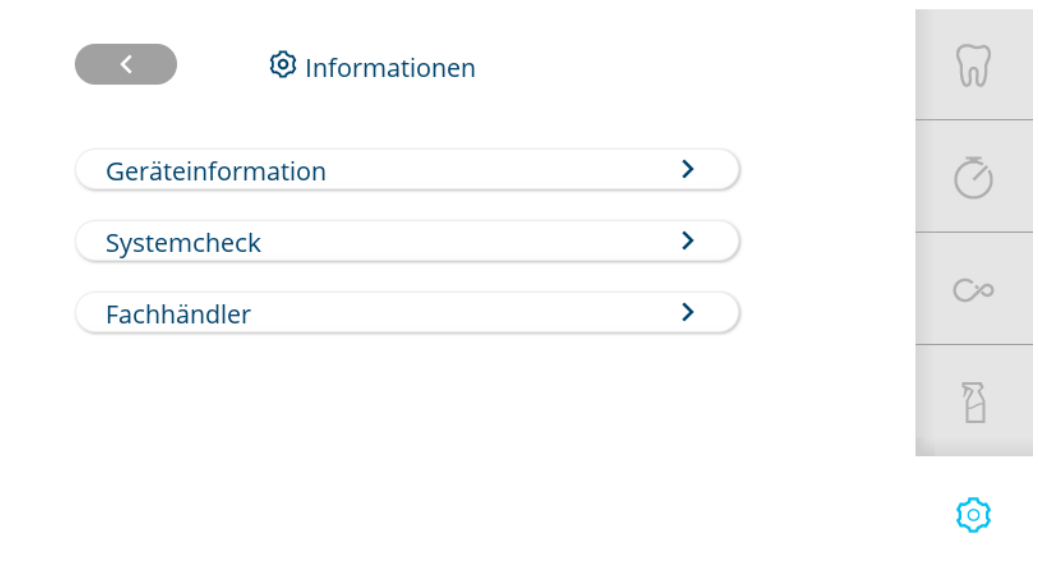 Informationen
Geräteinformation
Systemcheck
Fachhändler